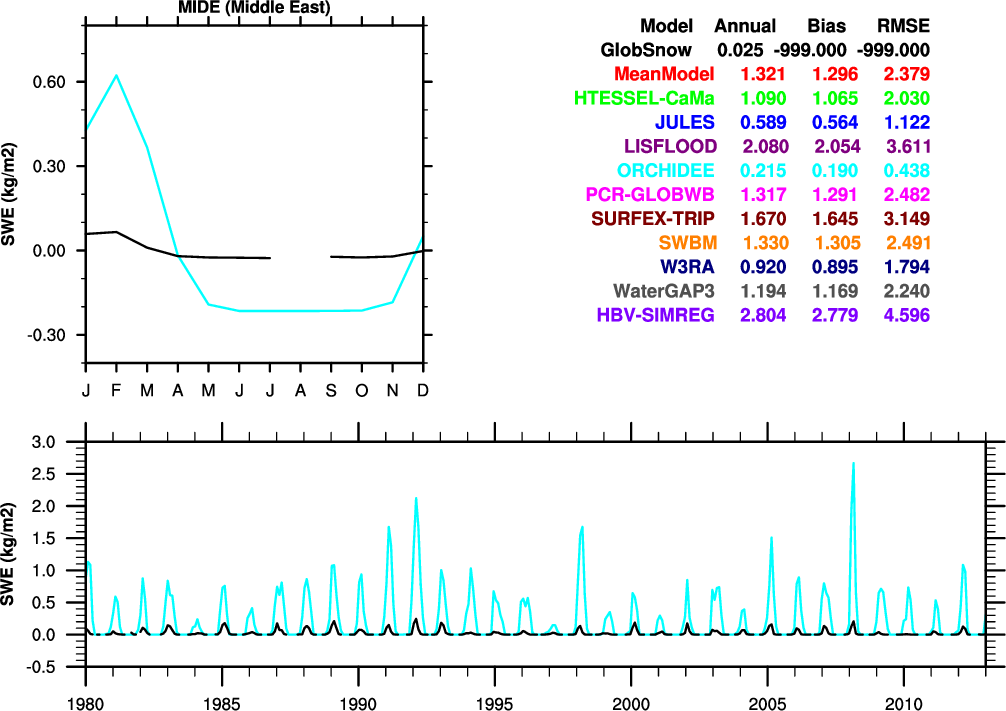 MIDE (Middle East)
SWE (kg/m2)
0.60
0.30
0.00
-0.30
J F M A M J J A S O N D
Model Annual Bias RMSE
GlobSnow 0.025 -999.000 -999.000
MeanModel 1.321 1.296 2.379
HTESSEL-CaMa 1.090 1.065 2.030
JULES 0.589 0.564 1.122
LISFLOOD 2.080 2.054 3.611
ORCHIDEE 0.215 0.190 0.438
PCR-GLOBWB 1.317 1.291 2.482
SURFEX-TRIP 1.670 1.645 3.149
SWBM 1.330 1.305 2.491
W3RA 0.920 0.895 1.794
WaterGAP3 1.194 1.169 2.240
HBV-SIMREG 2.804 2.779 4.596
SWE (kg/m2)
3.0
2.5
2.0
1.5
1.0
0.5
0.0
-0.5
1980 1985 1990 1995 2000 2005 2010